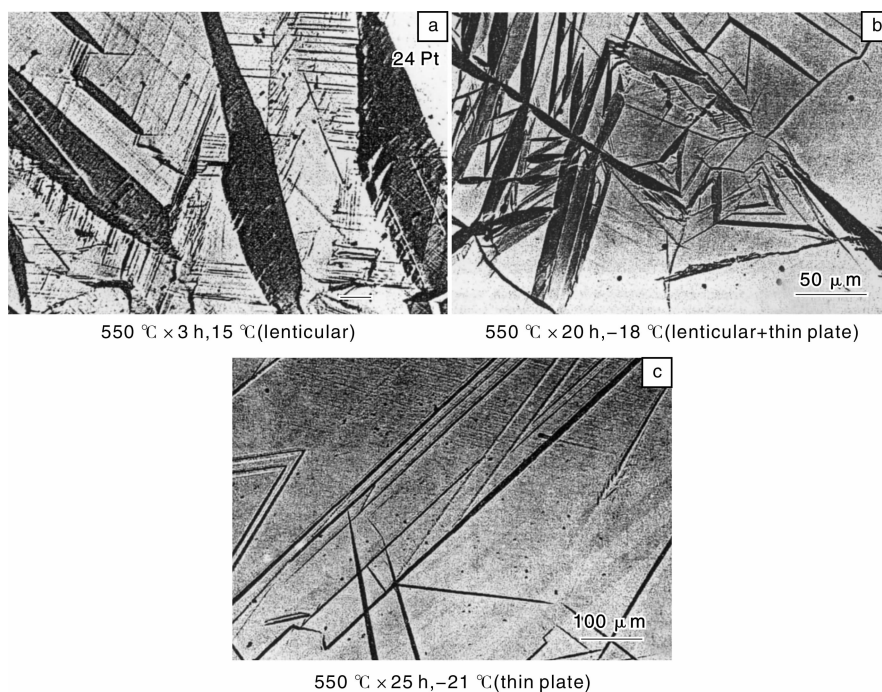 a
24 Pt
b
50 μm
550 ℃×3 h,15 ℃(lenticular)
550 ℃×20 h,−18 ℃(lenticular+thin plate)
c
100 μm
550 ℃×25 h,−21 ℃(thin plate)